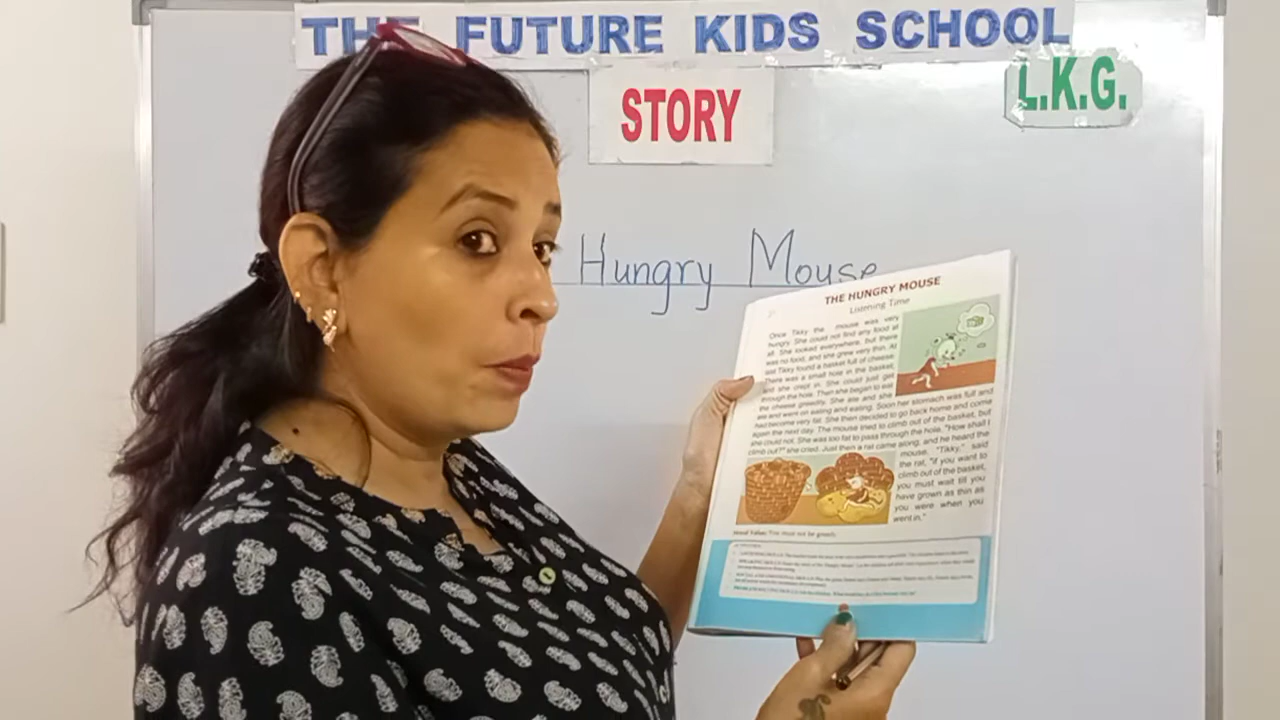 THE FUTURE KIDS SCHOOL
L.K.G.
STORY
Hungry Mouse
THE HUNGRY MOUSE
Listening Time
Once Tikky the mouse was very
hungry. She could not find any food at
all. She looked everywhere, but there
was no food, and she grew very thin. At
last Tikky found a basket full of cheese.
There was a small hole in the basket,
and she crept in. She could just get
through the hole. Then she began to eat
the cheese greedily. She ate and she
ate and went on eating and eating. Soon her stomach was full and
had become very fat. She then decided to go back home and come
again the next day. The mouse tried to climb out of the basket, but
she could not. She was too fat to pass through the hole. "How shall I
climb out?" she cried. Just then a rat came along, and he heard the
mouse. "Tikky," said
the rat, "if you want to
climb out of the basket,
you must wait till you
have grown as thin as
you were when you
went in."
Moral Value: You must not be greedy.